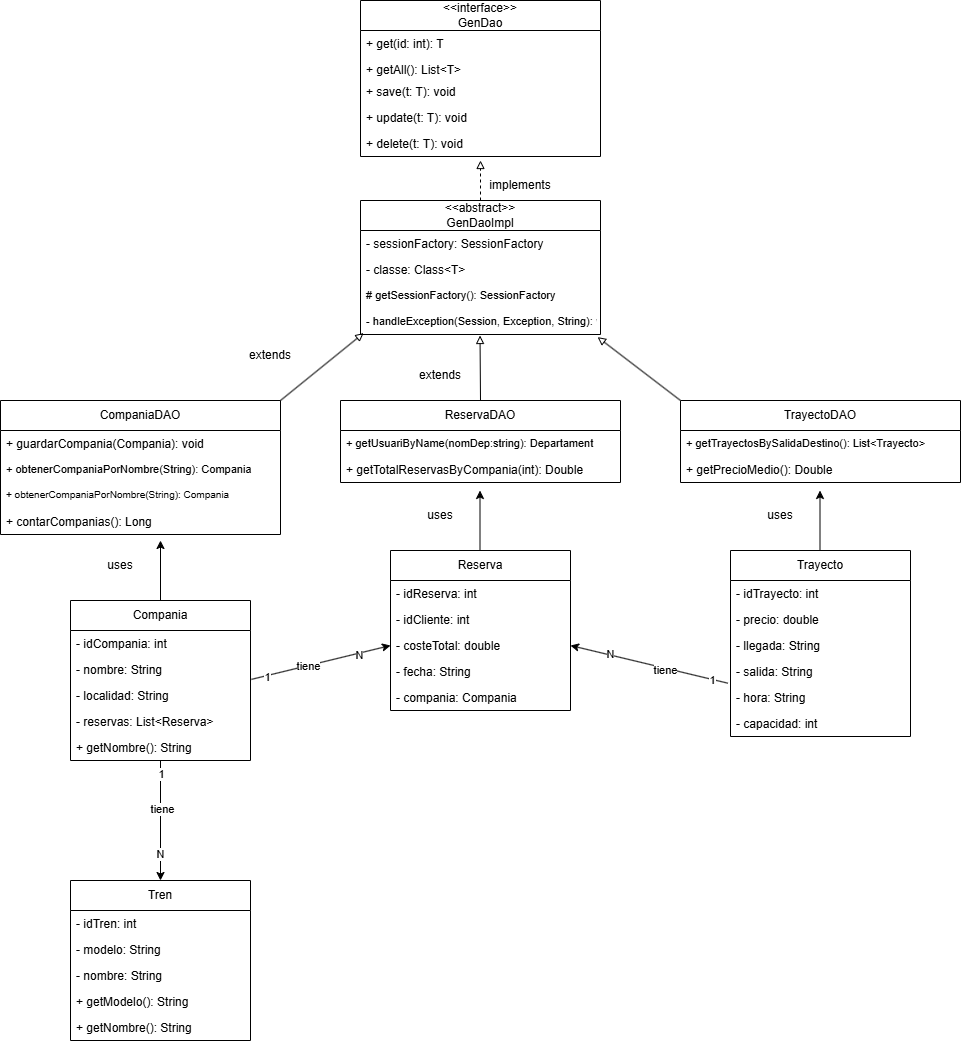 <<interface>>
GenDao
+ get(id: int): T
+ getAll(): List<T>
+ save(t: T): void
+ update(t: T): void
+ delete(t: T): void
implements
<<abstract>>
GenDaoImpl
- sessionFactory: SessionFactory
- classe: Class<T>
# getSessionFactory(): SessionFactory
- handleException(Session, Exception, String):
extends
extends
CompaniaDAO
+ guardarCompania(Compania): void
+ obtenerCompaniaPorNombre(String): Compania
+ obtenerCompaniaPorNombre(String): Compania
+ contarCompanias(): Long
ReservaDAO
+ getUsuariByName(nomDep:string): Departament
+ getTotalReservasByCompania(int): Double
TrayectoDAO
+ getTrayectosBySalidaDestino(): List<Trayecto>
+ getPrecioMedio(): Double
uses
uses
uses
Compania
- idCompania: int
- nombre: String
- localidad: String
- reservas: List<Reserva>
+ getNombre(): String
1
tiene
N
Reserva
- idReserva: int
- idCliente: int
- costeTotal: double
- fecha: String
- compania: Compania
N
tiene
1
Trayecto
- idTrayecto: int
- precio: double
- llegada: String
- salida: String
- hora: String
- capacidad: int
1
tiene
N
Tren
- idTren: int
- modelo: String
- nombre: String
+ getModelo(): String
+ getNombre(): String